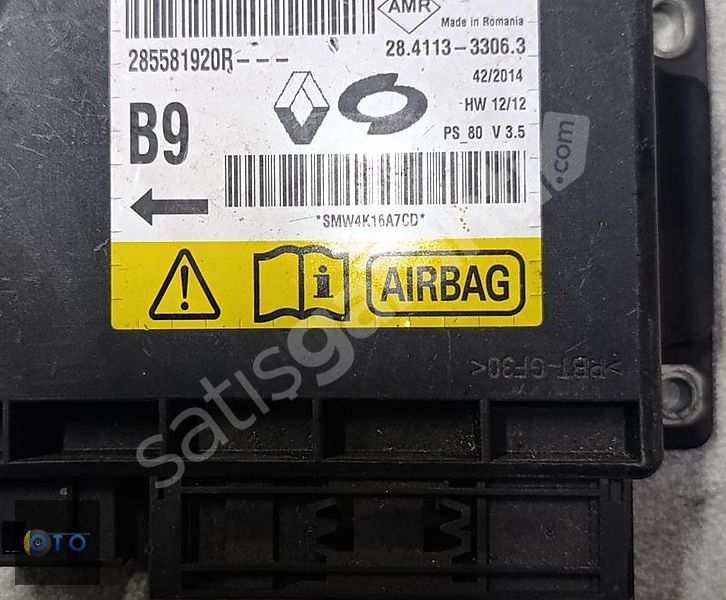 AMR
Made in Romania
285581920R---
28.4113-3306.3
42/2014
HW 12/12
B9
PS_80 V 3.5
*SMW4K16A7CD*
i AIRBAG
>PBT-GF30<
satışgaranti.com
OTO